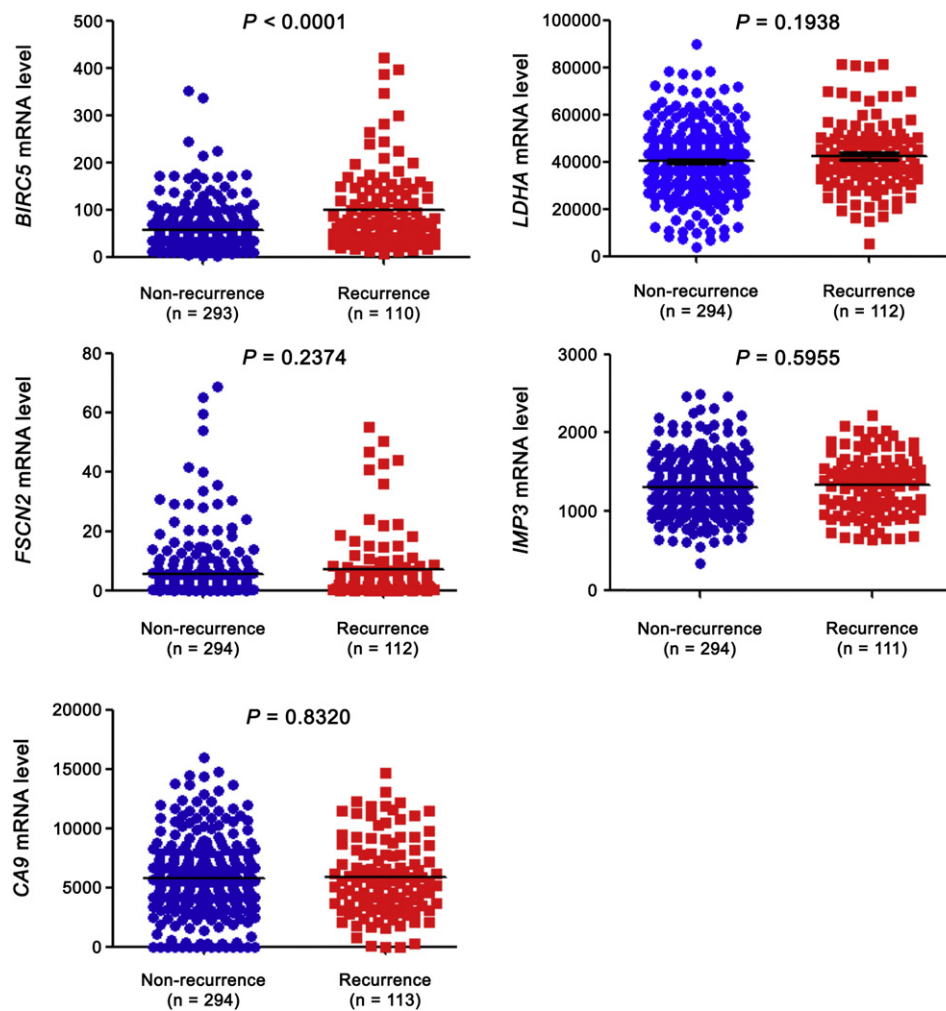 P < 0.0001
BIRC5 mRNA level
500
400
300
200
100
0
Non-recurrence
(n = 293)
Recurrence
(n = 110)
P = 0.1938
LDHA mRNA level
100000
80000
60000
40000
20000
0
Non-recurrence
(n = 294)
Recurrence
(n = 112)
P = 0.2374
FSCN2 mRNA level
80
60
40
20
0
Non-recurrence
(n = 294)
Recurrence
(n = 112)
P = 0.5955
IMP3 mRNA level
3000
2000
1000
0
Non-recurrence
(n = 294)
Recurrence
(n = 111)
P = 0.8320
CA9 mRNA level
20000
15000
10000
5000
0
Non-recurrence
(n = 294)
Recurrence
(n = 113)